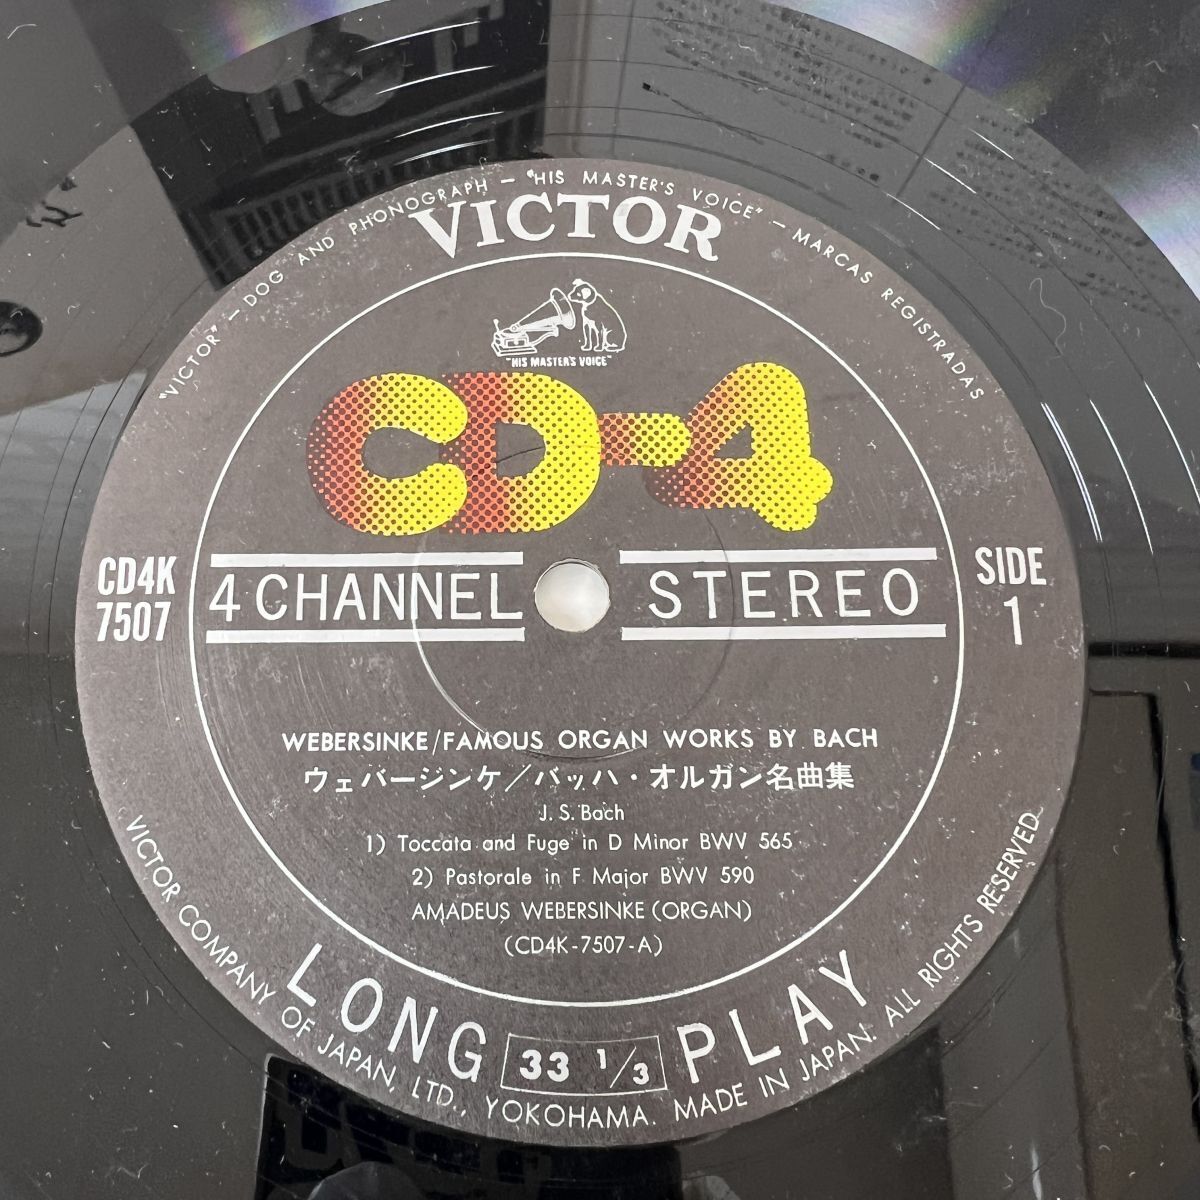 "VICTOR" – DOG AND PHONOGRAPH – "HIS MASTER'S VOICE" – MARCAS REGISTRADAS
VICTOR
"HIS MASTER'S VOICE"
CD-4
CD4K
7507
4 CHANNEL STEREO
SIDE
1
WEBERSINKE/FAMOUS ORGAN WORKS BY BACH
ウェバージンケ／バッハ・オルガン名曲集
J. S. Bach
1) Toccata and Fuge in D Minor BWV 565
2) Pastorale in F Major BWV 590
AMADEUS WEBERSINKE (ORGAN)
(CD4K-7507-A)
LONG 33 1/3 PLAY
VICTOR COMPANY OF JAPAN, LTD., YOKOHAMA. MADE IN JAPAN. ALL RIGHTS RESERVED